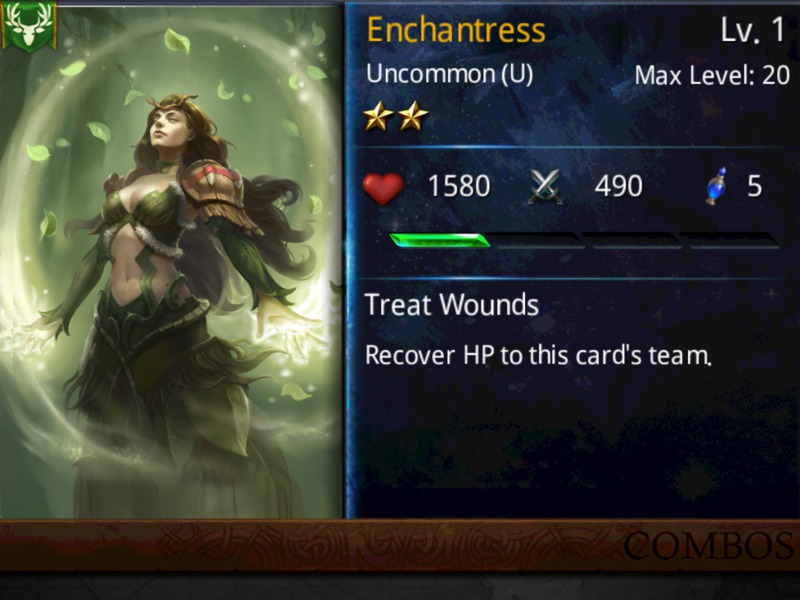 Enchantress Lv. 1
Uncommon (U) Max Level: 20
1580 490 5
Treat Wounds
Recover HP to this card's team.
COMBOS